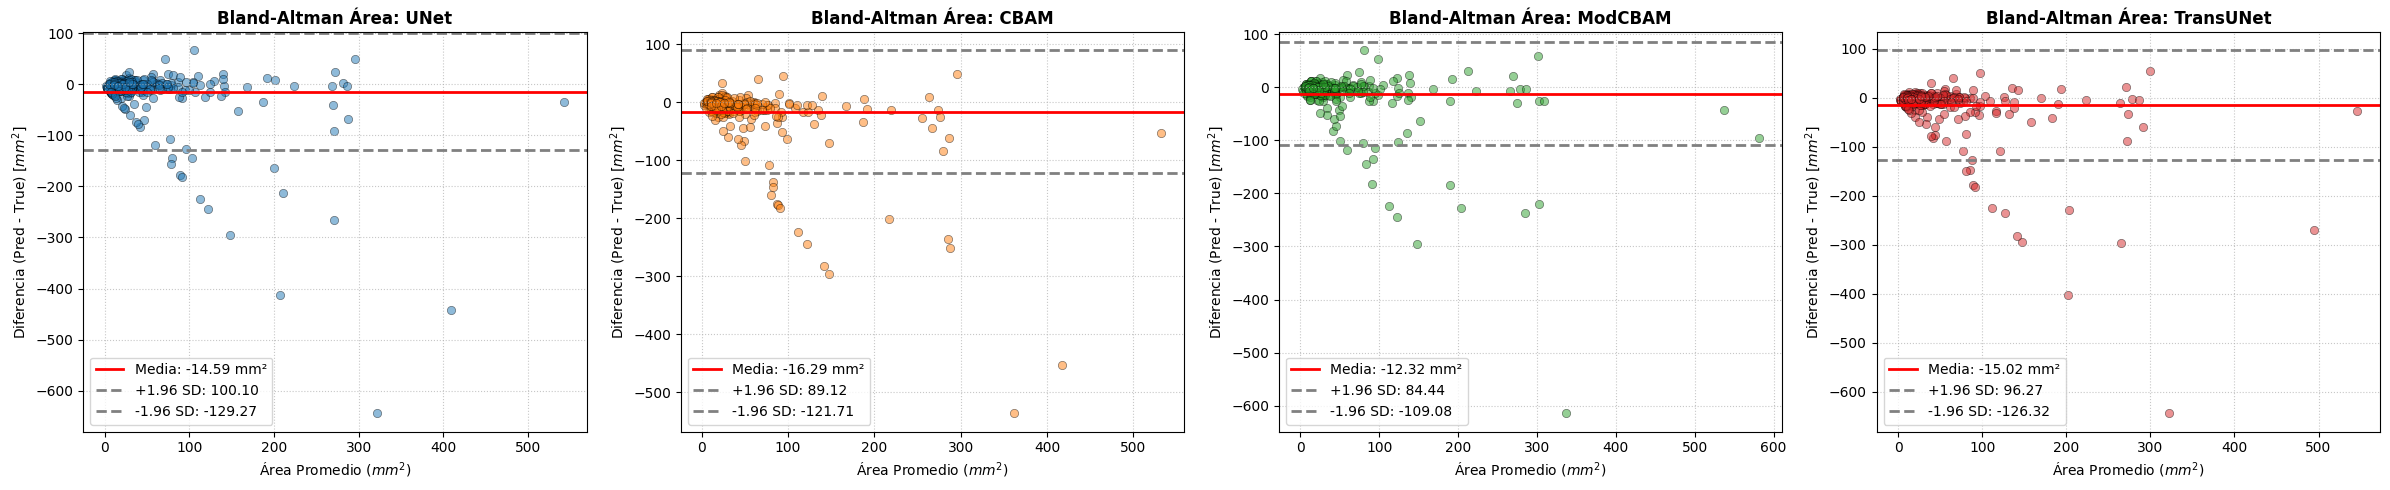 Bland-Altman Área: UNet
100
0
−100
−200
−300
−400
−500
−600
Diferencia (Pred - True) [mm²]
Media: -14.59 mm²
+1.96 SD: 100.10
-1.96 SD: -129.27
0 100 200 300 400 500
Área Promedio (mm²)
Bland-Altman Área: CBAM
100
0
−100
−200
−300
−400
−500
Diferencia (Pred - True) [mm²]
Media: -16.29 mm²
+1.96 SD: 89.12
-1.96 SD: -121.71
0 100 200 300 400 500
Área Promedio (mm²)
Bland-Altman Área: ModCBAM
100
0
−100
−200
−300
−400
−500
−600
Diferencia (Pred - True) [mm²]
Media: -12.32 mm²
+1.96 SD: 84.44
-1.96 SD: -109.08
0 100 200 300 400 500 600
Área Promedio (mm²)
Bland-Altman Área: TransUNet
100
0
−100
−200
−300
−400
−500
−600
Diferencia (Pred - True) [mm²]
Media: -15.02 mm²
+1.96 SD: 96.27
-1.96 SD: -126.32
0 100 200 300 400 500
Área Promedio (mm²)